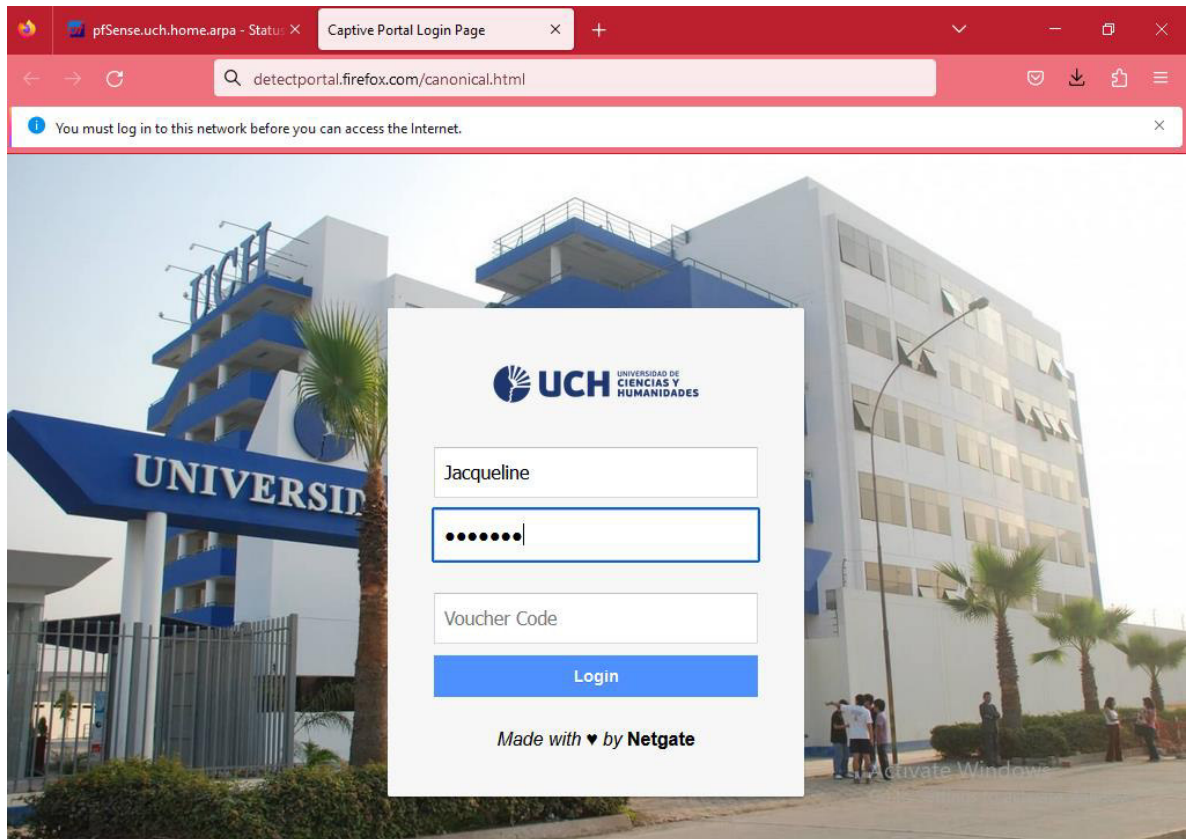 pfSense.uch.home.arpa - Status
Captive Portal Login Page
detectportal.firefox.com/canonical.html
You must log in to this network before you can access the Internet.
UCH
UNIVERSID
UCH UNIVERSIDAD DE
CIENCIAS Y
HUMANIDADES
Jacqueline
•••••••
Voucher Code
Login
Made with ♥ by Netgate
Activate Windows